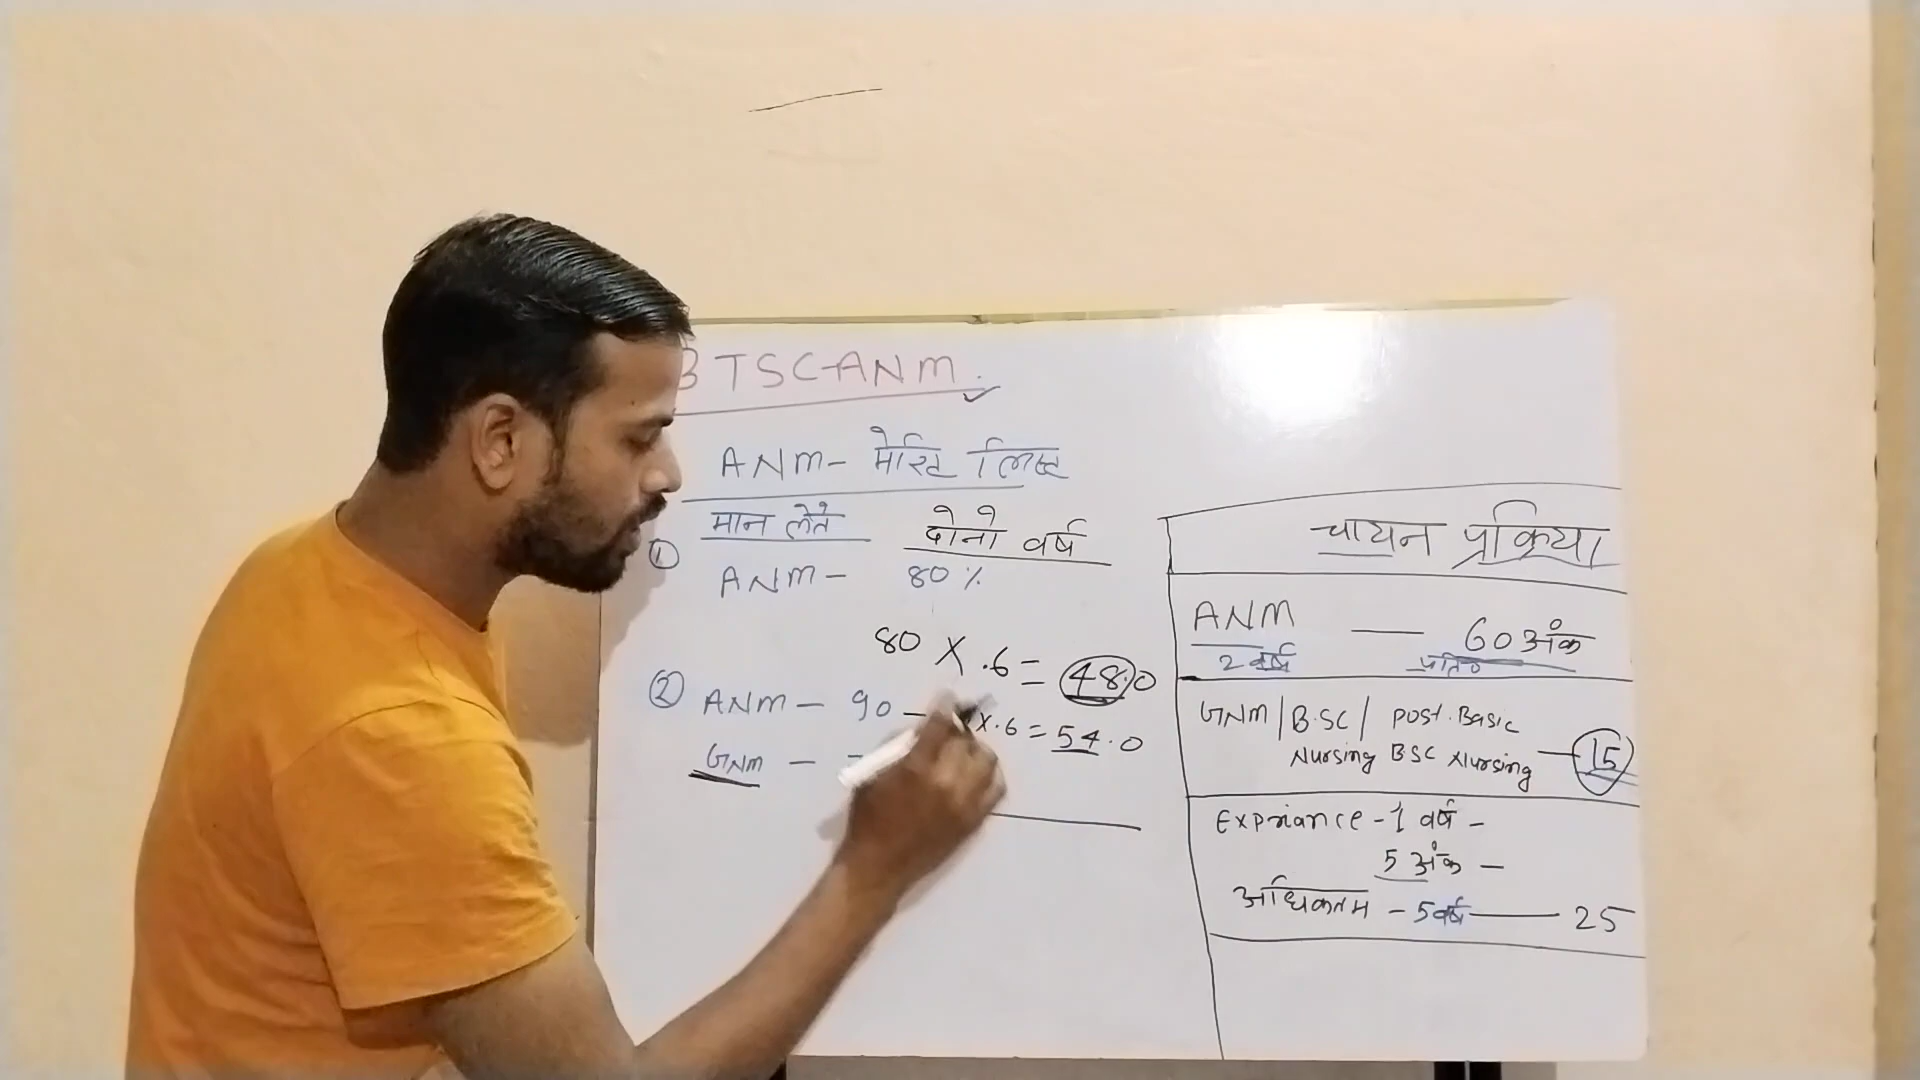 BTSC-ANM.
ANM- मेरिट लिस्ट
मान लेते दोनो वर्ष
① ANM- 80%
80 X .6 = 48.0
② ANM- 90 - x.6 = 54.0
GNM -
चायन प्रक्रिया
ANM — 60 अंक
2 वर्ष
GNM / B.SC / Post. Basic
Nursing BSC Nursing — 15
Expriance - 1 वर्ष -
5 अंक —
अधिकतम - 5 वर्ष — 25